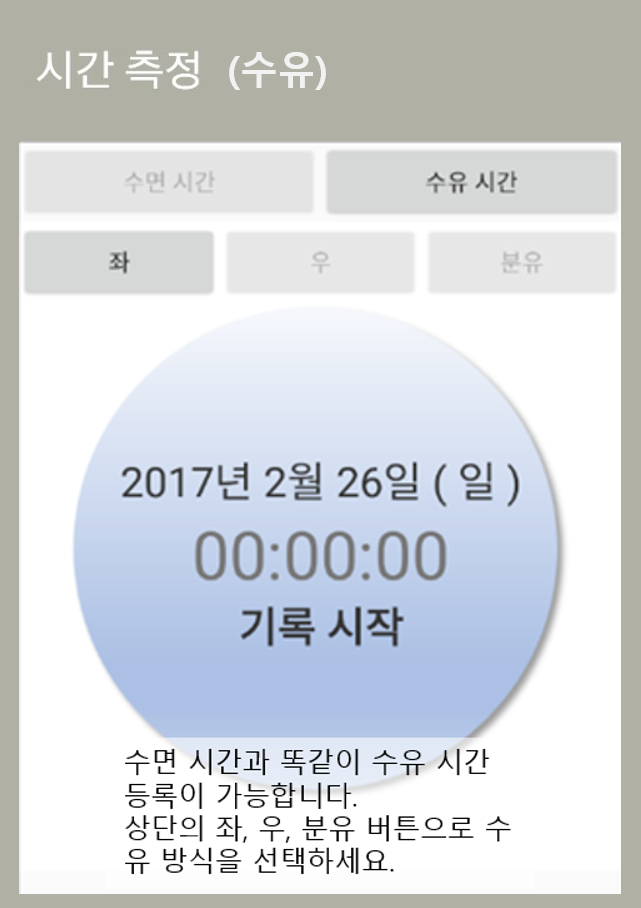 시간 측정 (수유)
수면 시간 수유 시간
좌 우 분유
2017년 2월 26일 ( 일 )
00:00:00
기록 시작
수면 시간과 똑같이 수유 시간
등록이 가능합니다.
상단의 좌, 우, 분유 버튼으로 수
유 방식을 선택하세요.